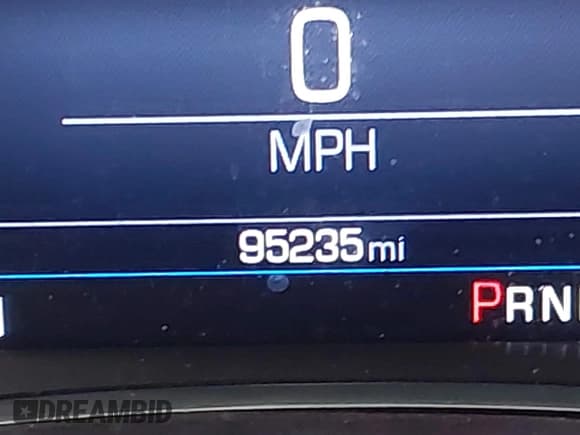 0
MPH
95235mi
PRN
DREAMBID